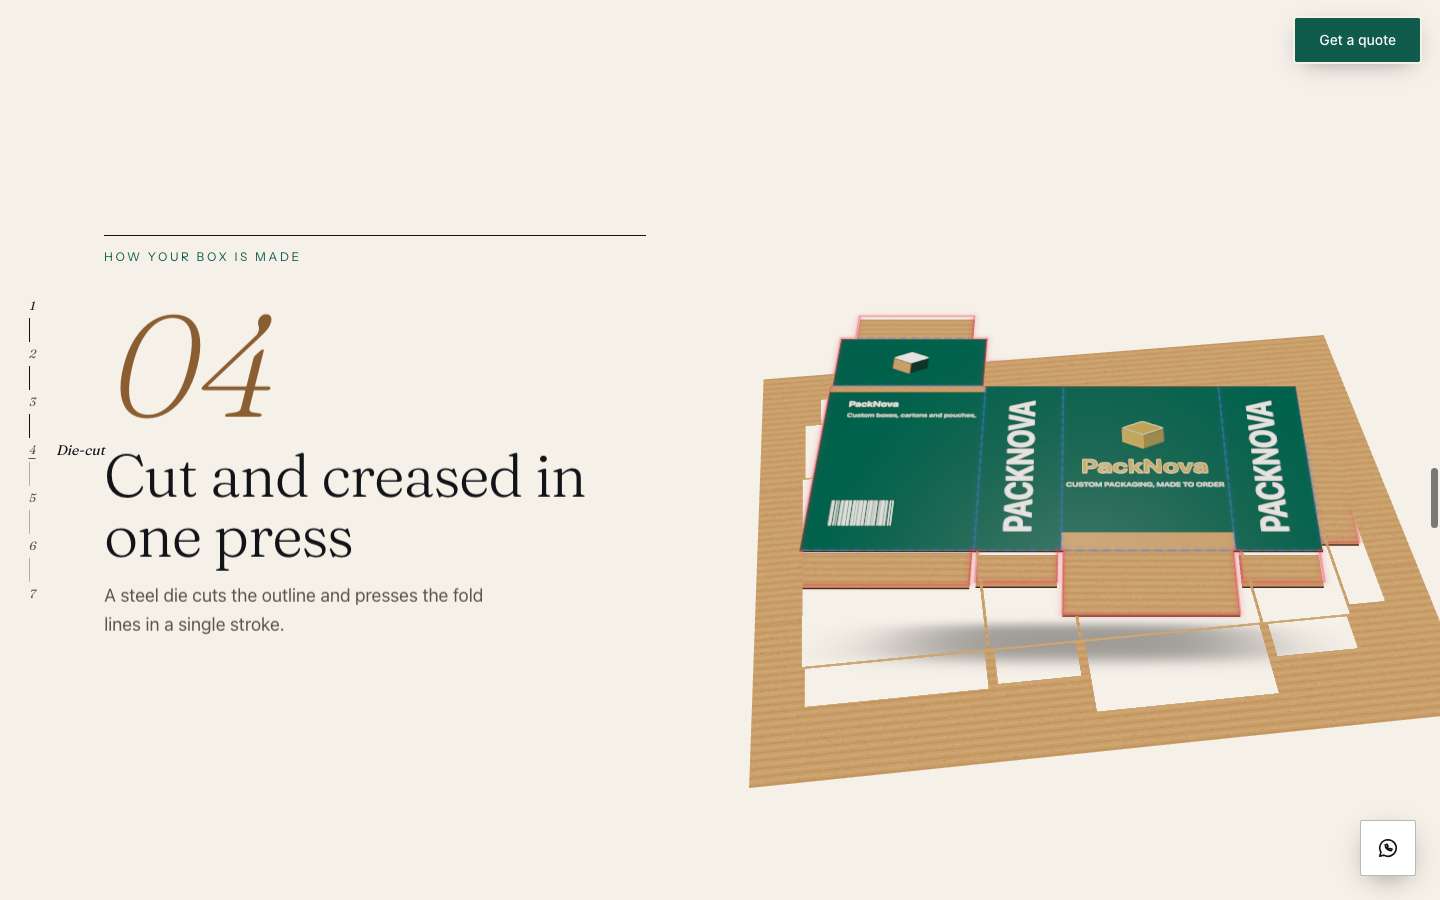 Get a quote
HOW YOUR BOX IS MADE
04
Cut and creased in
one press
A steel die cuts the outline and presses the fold
lines in a single stroke.
1
2
3
4 Die-cut
5
6
7
PackNova
Custom boxes, cartons and pouches,
PACKNOVA
PackNova
CUSTOM PACKAGING, MADE TO ORDER
PACKNOVA